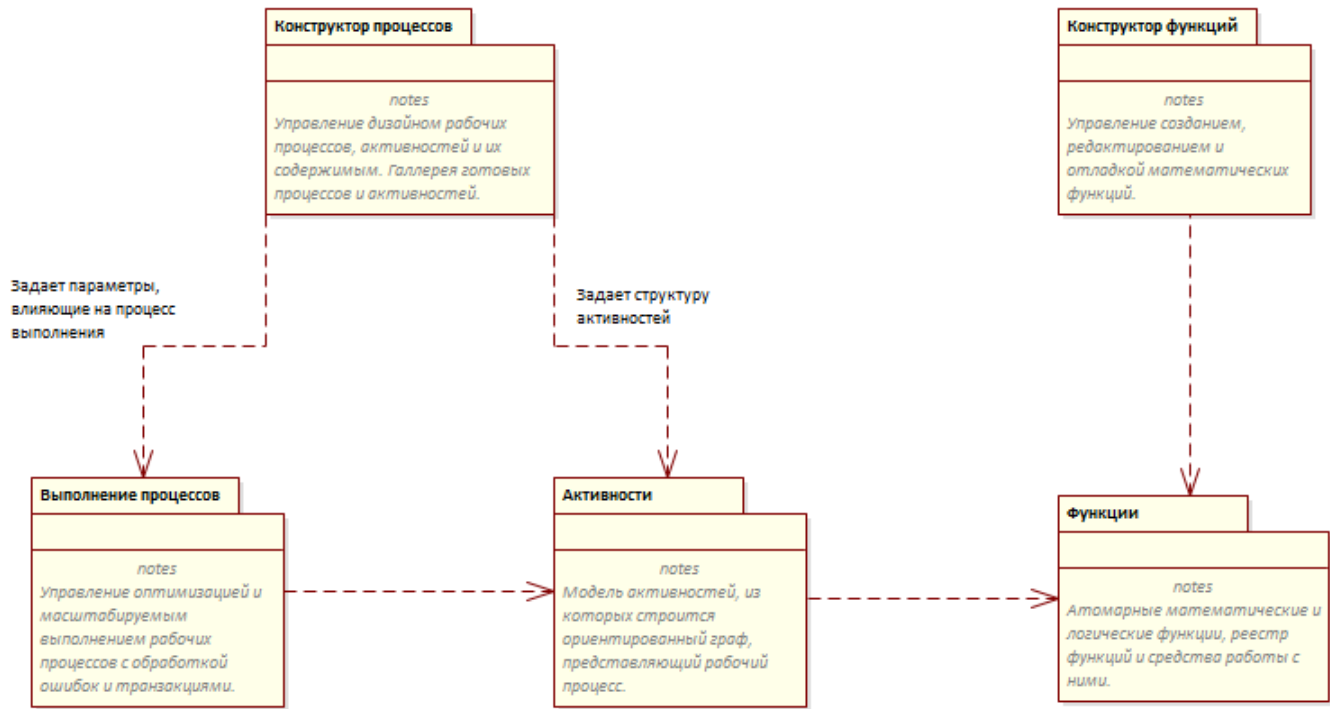 Конструктор процессов
notes
Управление дизайном рабочих
процессов, активностей и их
содержимым. Галлерея готовых
процессов и активностей.
Конструктор функций
notes
Управление созданием,
редактированием и
отладкой математических
функций.
Задает параметры,
влияющие на процесс
выполнения
Задает структуру
активностей
Выполнение процессов
notes
Управление оптимизацией и
масштабируемым
выполнением рабочих
процессов с обработкой
ошибок и транзакциями.
Активности
notes
Модель активностей, из
которых строится
ориентированный граф,
представляющий рабочий
процесс.
Функции
notes
Атомарные математические и
логические функции, реестр
функций и средства работы с
ними.